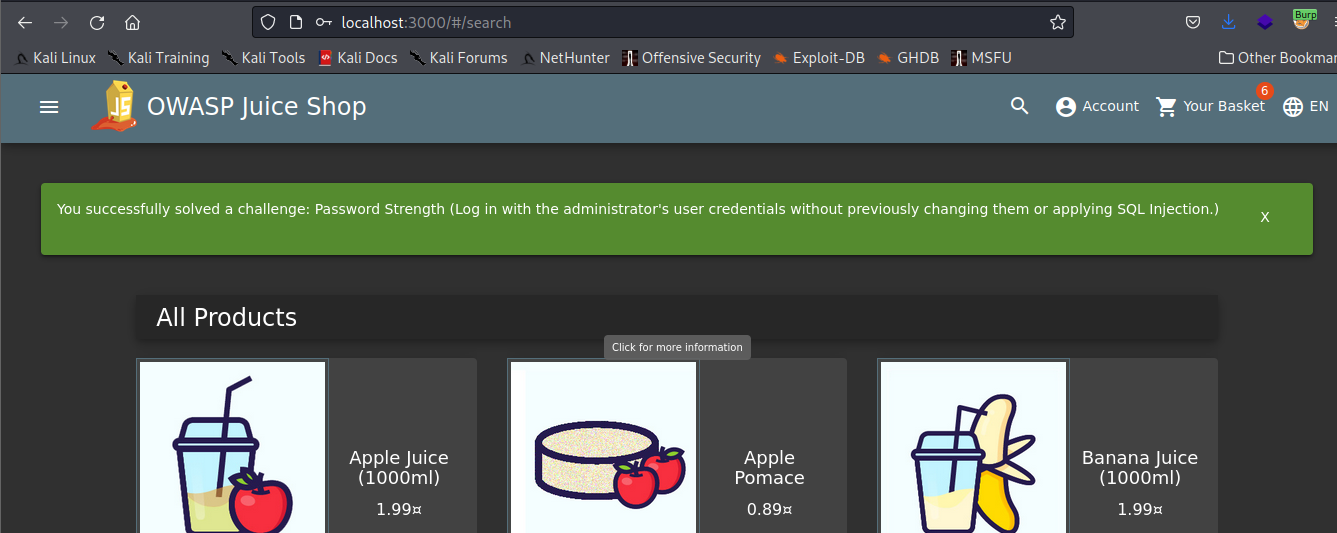 Burp
localhost:3000/#/search
Kali Linux Kali Training Kali Tools Kali Docs Kali Forums NetHunter Offensive Security Exploit-DB GHDB MSFU Other Bookmar
JS OWASP Juice Shop Account Your Basket 6 EN
You successfully solved a challenge: Password Strength (Log in with the administrator's user credentials without previously changing them or applying SQL Injection.) X
All Products
Click for more information
Apple Juice
(1000ml)
1.99¤
Apple
Pomace
0.89¤
Banana Juice
(1000ml)
1.99¤